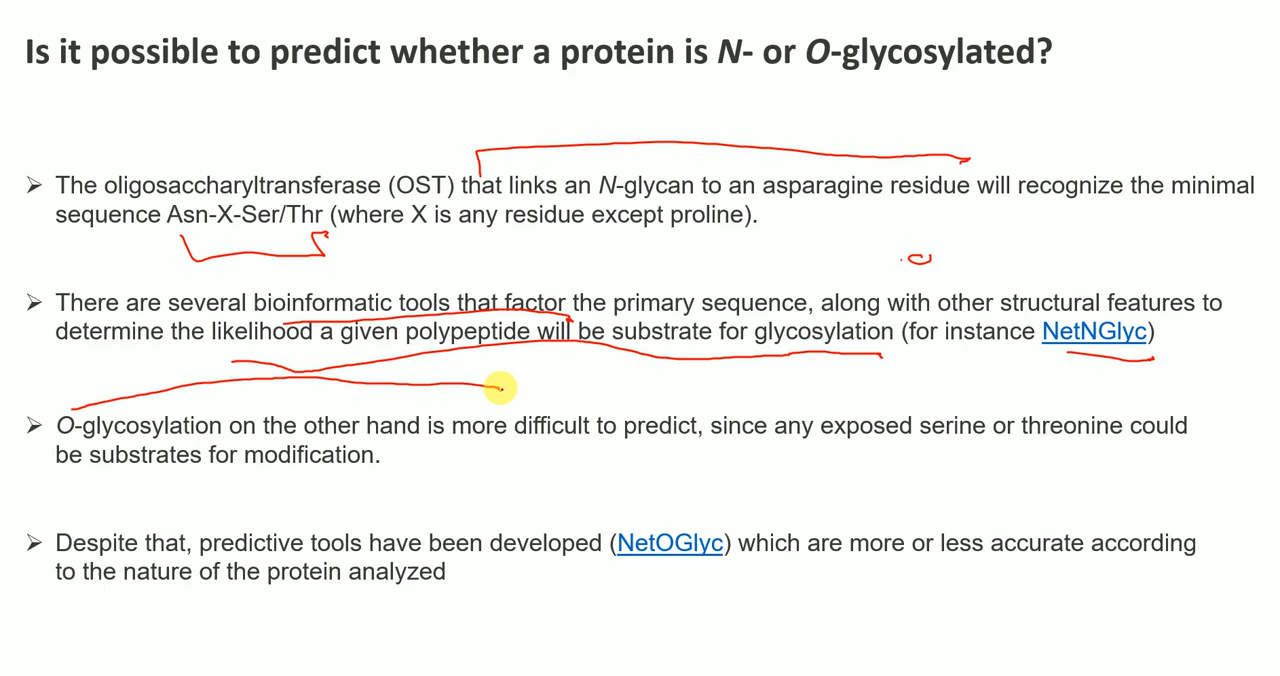 Is it possible to predict whether a protein is N- or O-glycosylated?
➢ The oligosaccharyltransferase (OST) that links an N-glycan to an asparagine residue will recognize the minimal
sequence Asn-X-Ser/Thr (where X is any residue except proline).
➢ There are several bioinformatic tools that factor the primary sequence, along with other structural features to
determine the likelihood a given polypeptide will be substrate for glycosylation (for instance NetNGlyc)
➢ O-glycosylation on the other hand is more difficult to predict, since any exposed serine or threonine could
be substrates for modification.
➢ Despite that, predictive tools have been developed (NetOGlyc) which are more or less accurate according
to the nature of the protein analyzed